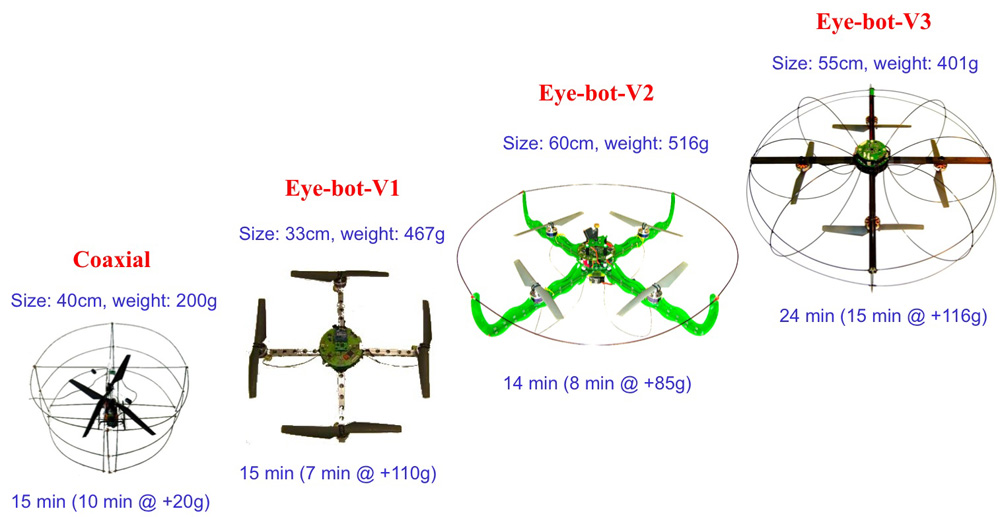 Coaxial
Size: 40cm, weight: 200g
15 min (10 min @ +20g)
Eye-bot-V1
Size: 33cm, weight: 467g
15 min (7 min @ +110g)
Eye-bot-V2
Size: 60cm, weight: 516g
14 min (8 min @ +85g)
Eye-bot-V3
Size: 55cm, weight: 401g
24 min (15 min @ +116g)